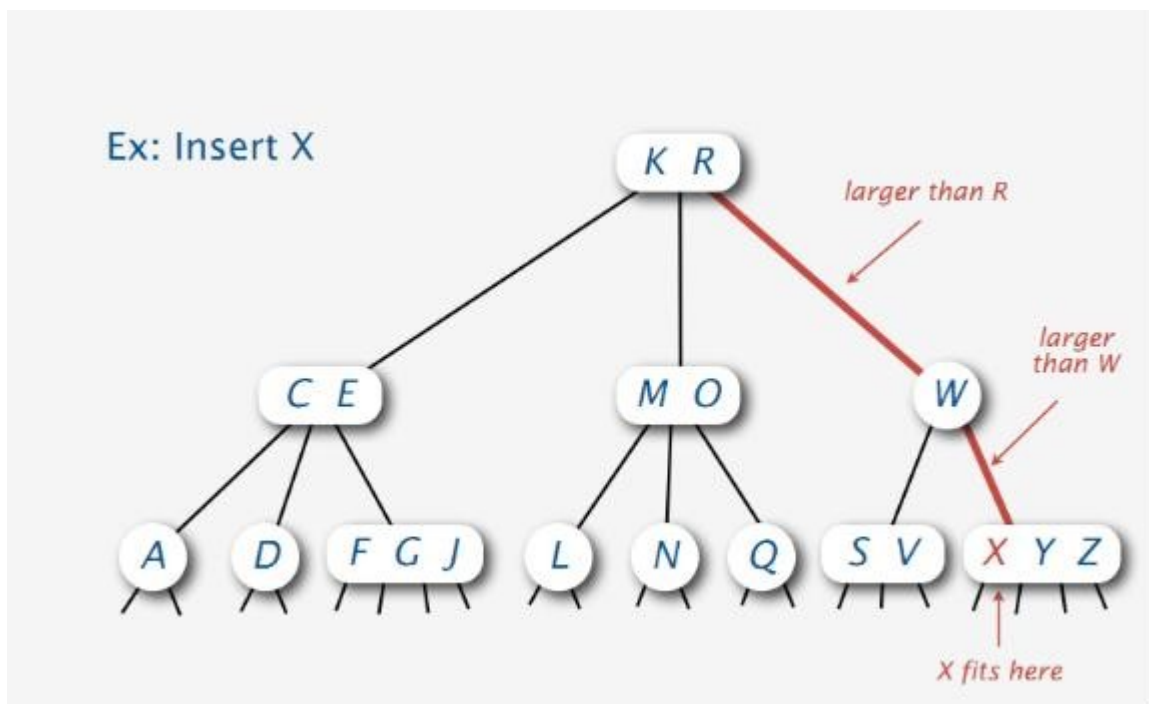 Ex: Insert X
K R
larger than R
larger
than W
C E
M O
W
A
D
F G J
L
N
Q
S V
X Y Z
X fits here